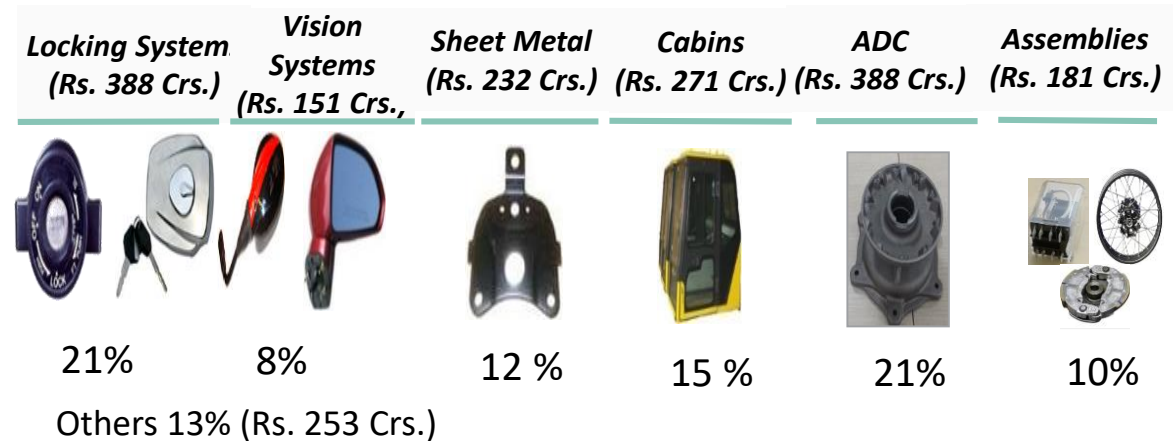 Locking System
(Rs. 388 Crs.)
Vision
Systems
(Rs. 151 Crs.,
Sheet Metal
(Rs. 232 Crs.)
Cabins
(Rs. 271 Crs.)
ADC
(Rs. 388 Crs.)
Assemblies
(Rs. 181 Crs.)
LOCK
21%
8%
12 %
15 %
21%
10%
Others 13% (Rs. 253 Crs.)